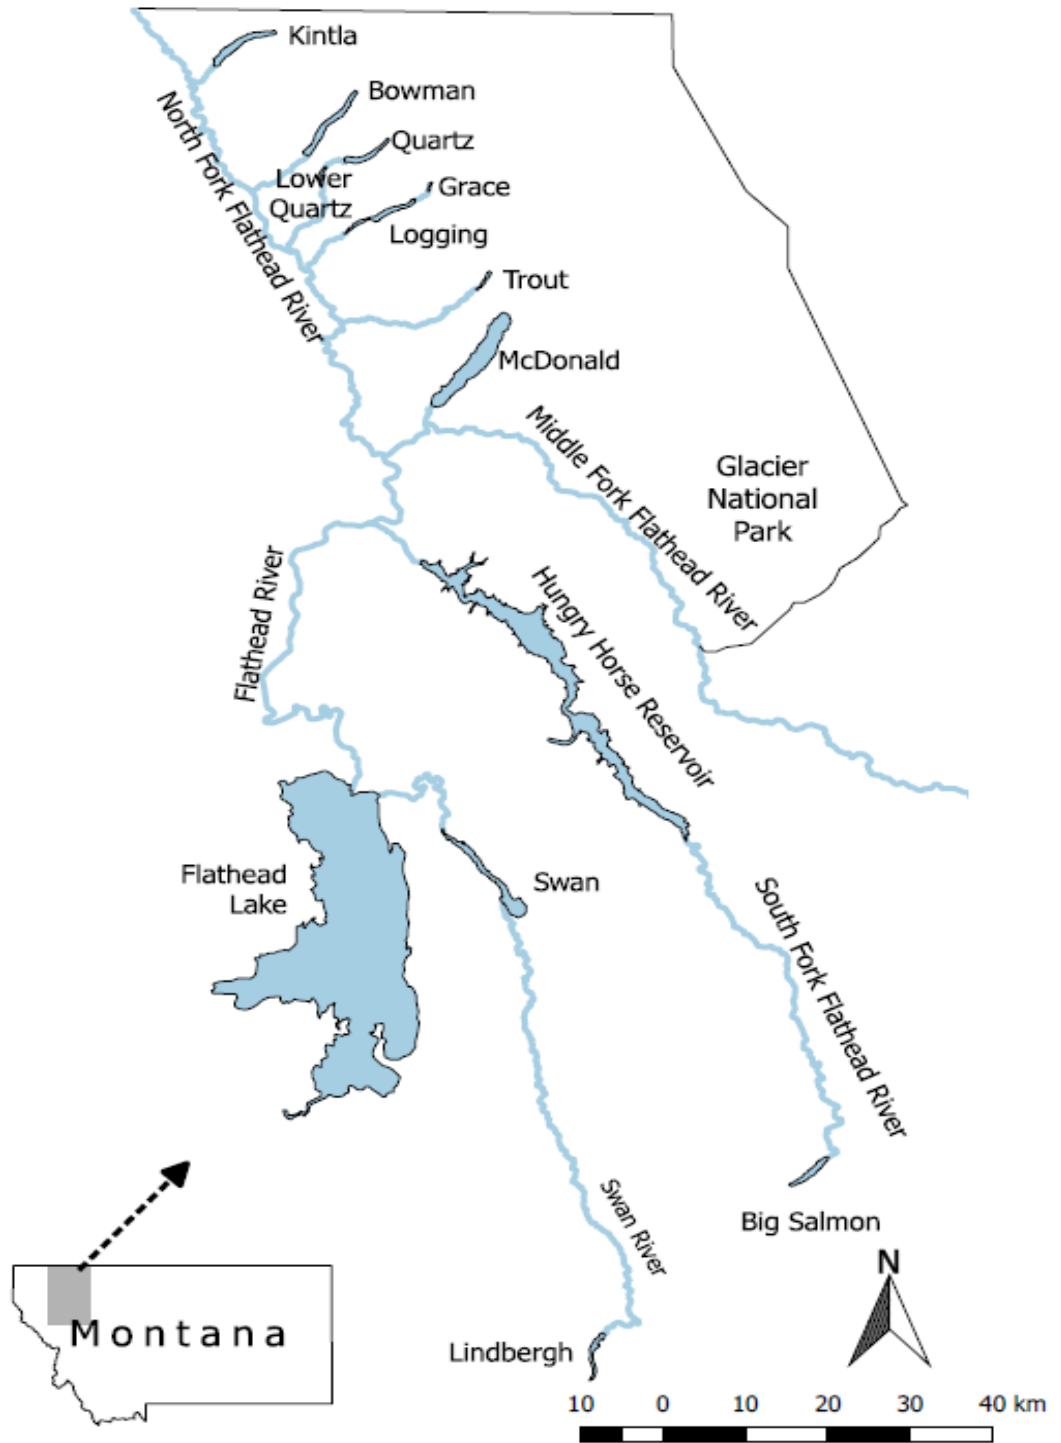 Kintla
Bowman
Quartz
Lower
Quartz
Grace
Logging
North Fork Flathead River
Trout
McDonald
Middle Fork Flathead River
Glacier
National
Park
Flathead River
Hungry Horse Reservoir
Flathead
Lake
Swan
South Fork Flathead River
Swan River
Big Salmon
N
Montana
Lindbergh
10 0 10 20 30 40 km